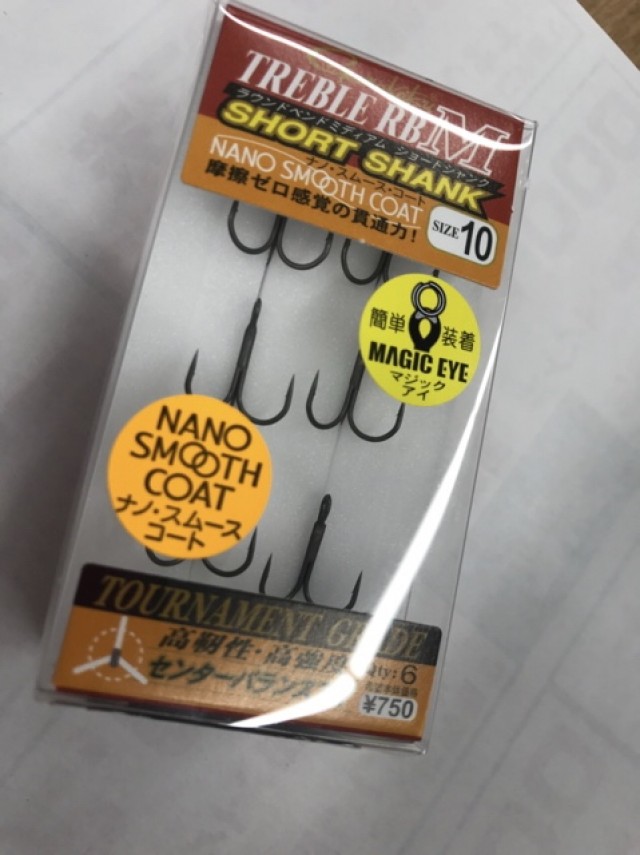 TREBLE RB M
ラウンドベンドミディアム ショートシャンク
SHORT SHANK
ナノ・スムース・コート
NANO SMOOTH COAT
摩擦ゼロ感覚の貫通力!
SIZE 10
簡単 装着
MAGIC EYE
マジック
アイ
NANO
SMOOTH
COAT
ナノ・スムース
コート
TOURNAMENT GRADE
高靭性・高強度
Qty: 6
センターバランス
¥750